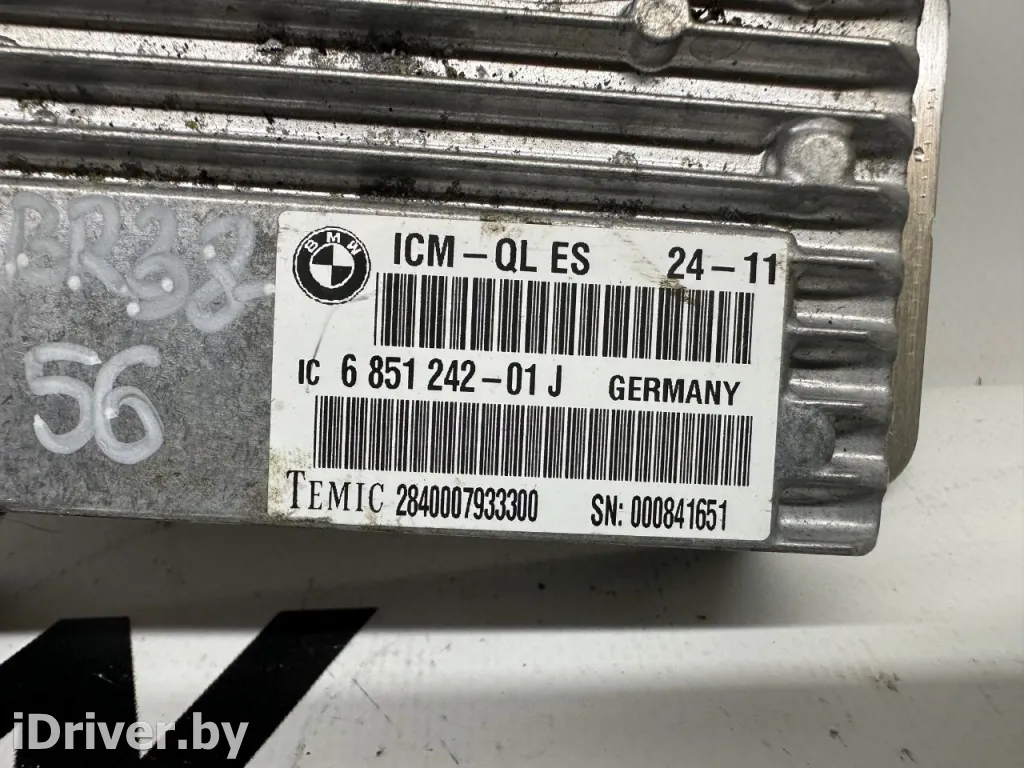 BMW
ICM-QL ES 24-11
IC 6 851 242-01 J GERMANY
TEMIC 2840007933300 SN: 000841651
BR38
56
iDriver.by